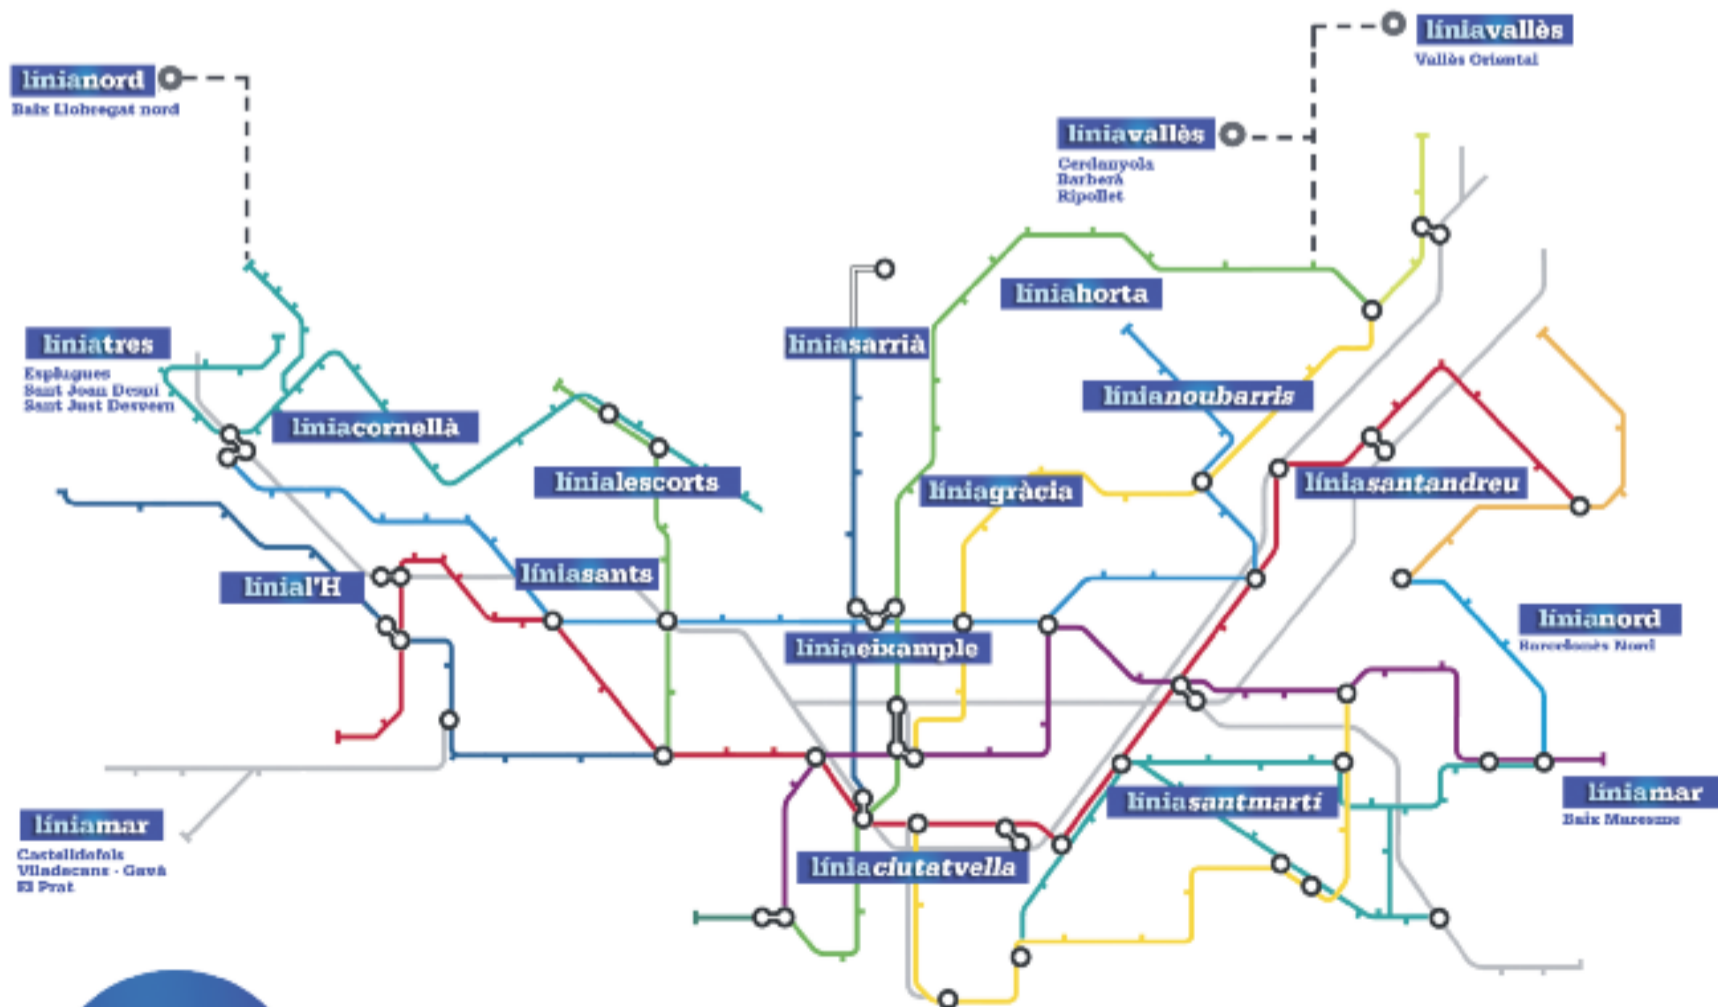 líniavallès
Vallès Oriental
línianord
Baix Llobregat nord
líniavallès
Cerdanyola
Barberà
Ripollet
líniahorta
líniatres
Esplugues
Sant Joan Despí
Sant Just Desvern
líniasarrià
línianoubarris
líniacornellà
línialescorts
líniagràcia
líniasantandreu
líniasants
línial'H
línianord
Barcelonès Nord
líniaeixample
líniasantmartí
líniamar
Baix Maresme
líniamar
Castelldefels
Viladecans - Gavà
El Prat
líniaciutatvella